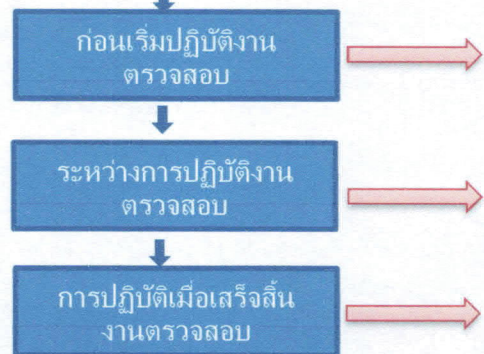 ก่อนเริ่มปฏิบัติงาน
ตรวจสอบ
ระหว่างการปฏิบัติงาน
ตรวจสอบ
การปฏิบัติเมื่อเสร็จสิ้น
งานตรวจสอบ